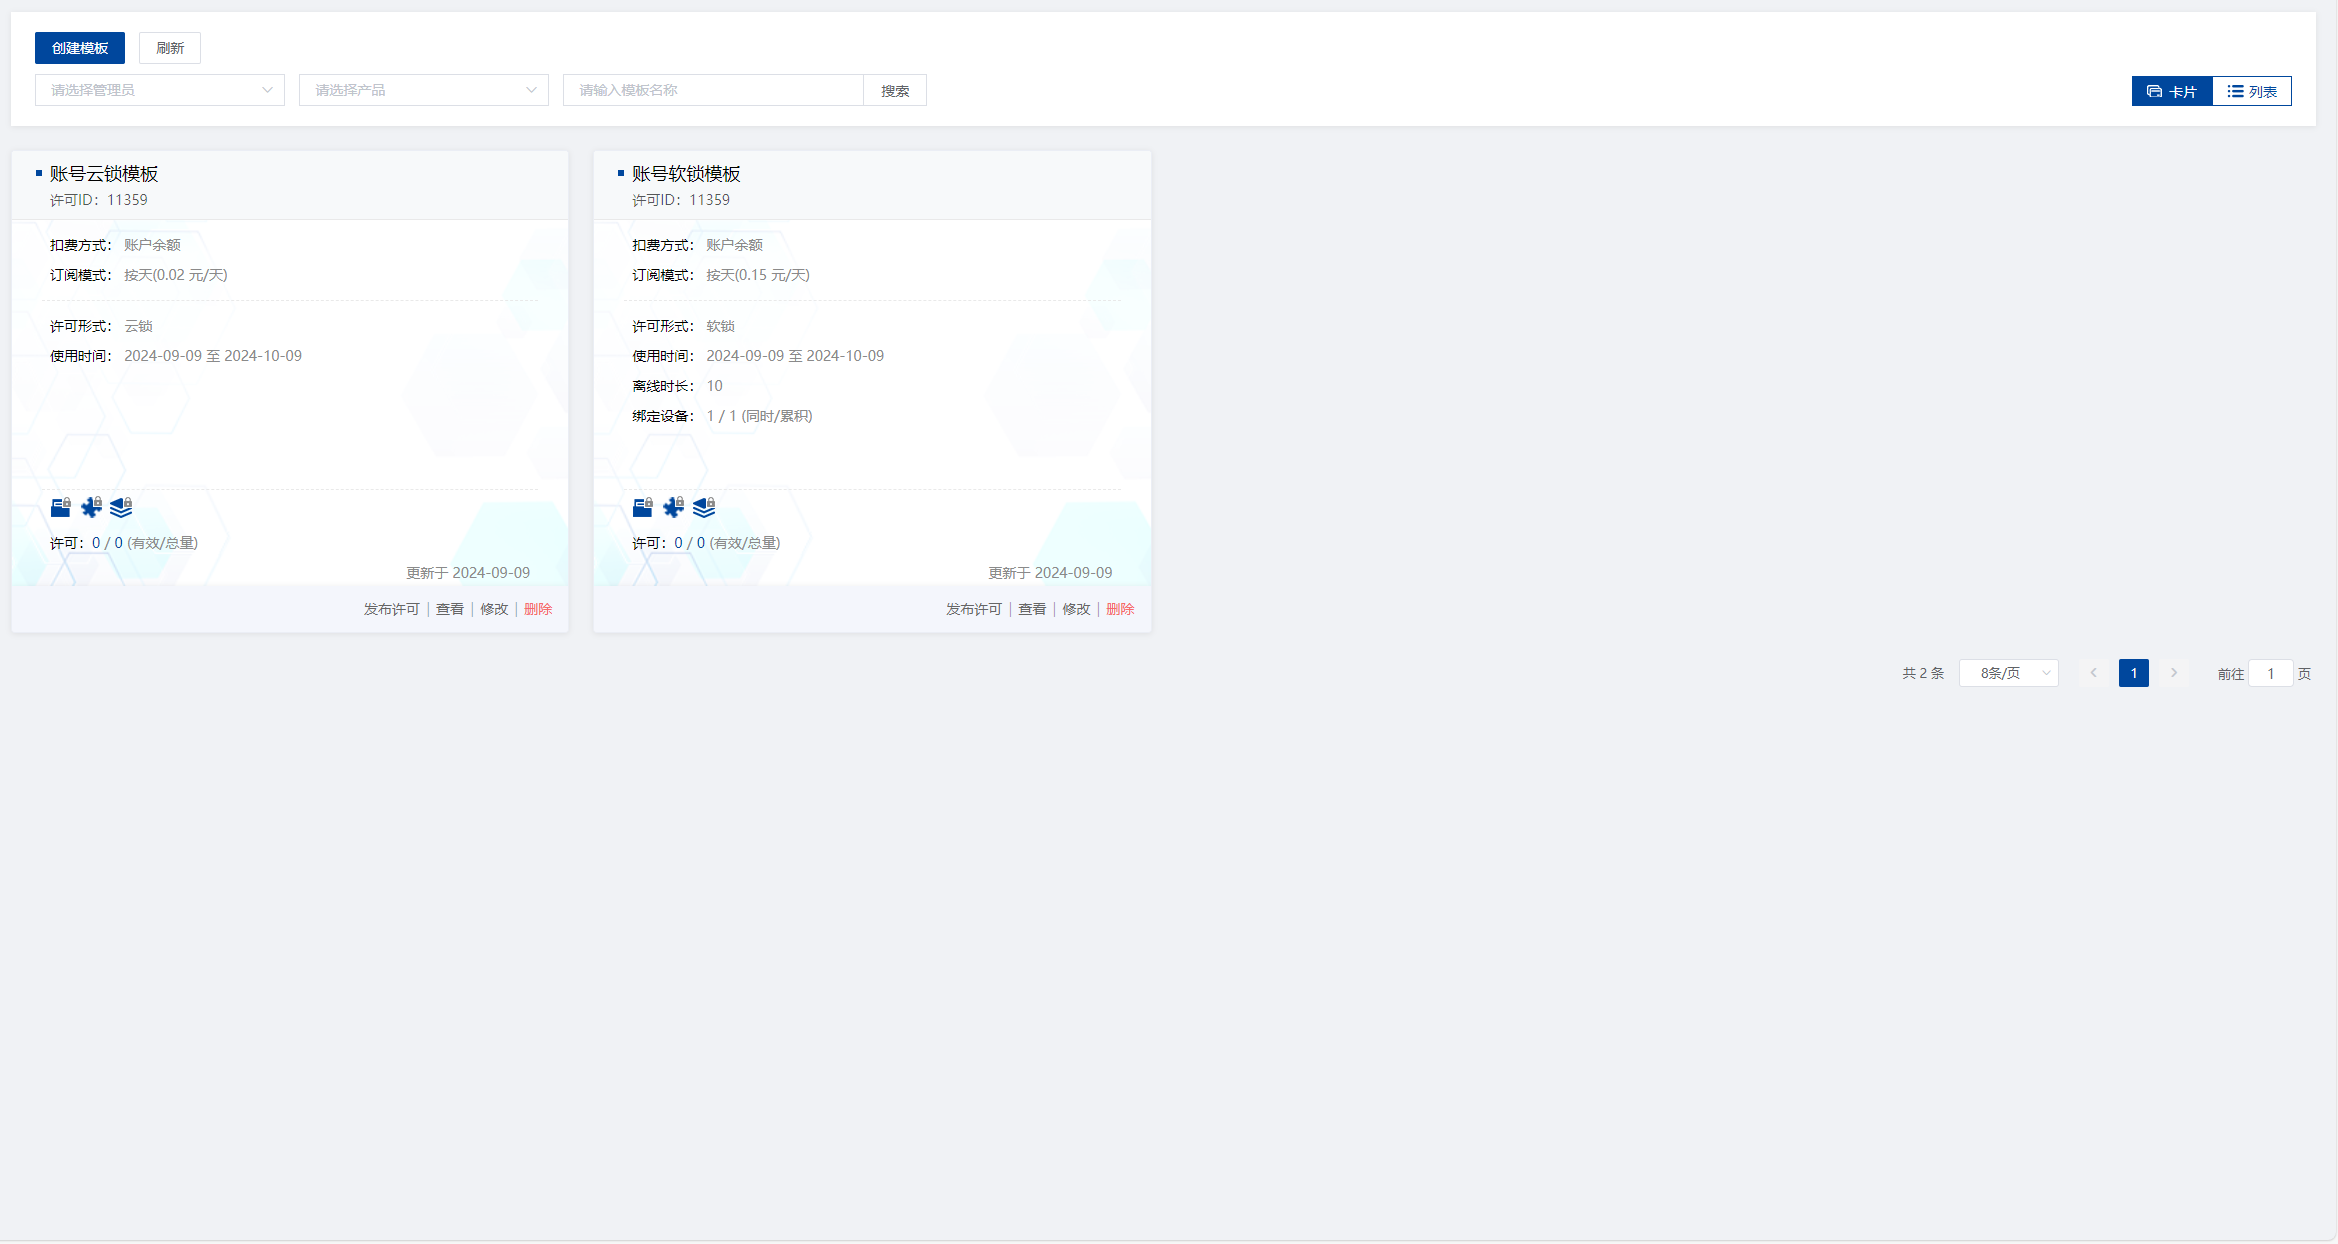 创建模板 刷新
请选择管理员 请选择产品 请输入模板名称 搜索 卡片 列表
账号云锁模板
许可ID：11359
扣费方式： 账户余额
订阅模式： 按天(0.02 元/天)
许可形式： 云锁
使用时间： 2024-09-09 至 2024-10-09
许可：0 / 0 (有效/总量)
更新于 2024-09-09
发布许可 | 查看 | 修改 | 删除
账号软锁模板
许可ID：11359
扣费方式： 账户余额
订阅模式： 按天(0.15 元/天)
许可形式： 软锁
使用时间： 2024-09-09 至 2024-10-09
离线时长： 10
绑定设备： 1 / 1 (同时/累积)
许可：0 / 0 (有效/总量)
更新于 2024-09-09
发布许可 | 查看 | 修改 | 删除
共 2 条 8条/页 1 前往 1 页